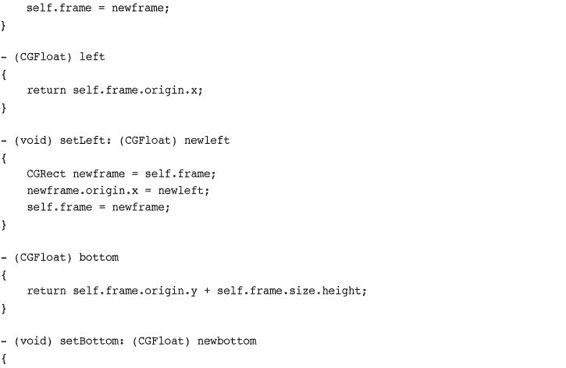 self.frame = newframe;
}
– (CGFloat) left
{
    return self.frame.origin.x;
}
– (void) setLeft: (CGFloat) newleft
{
    CGRect newframe = self.frame;
    newframe.origin.x = newleft;
    self.frame = newframe;
}
– (CGFloat) bottom
{
    return self.frame.origin.y + self.frame.size.height;
}
– (void) setBottom: (CGFloat) newbottom
{